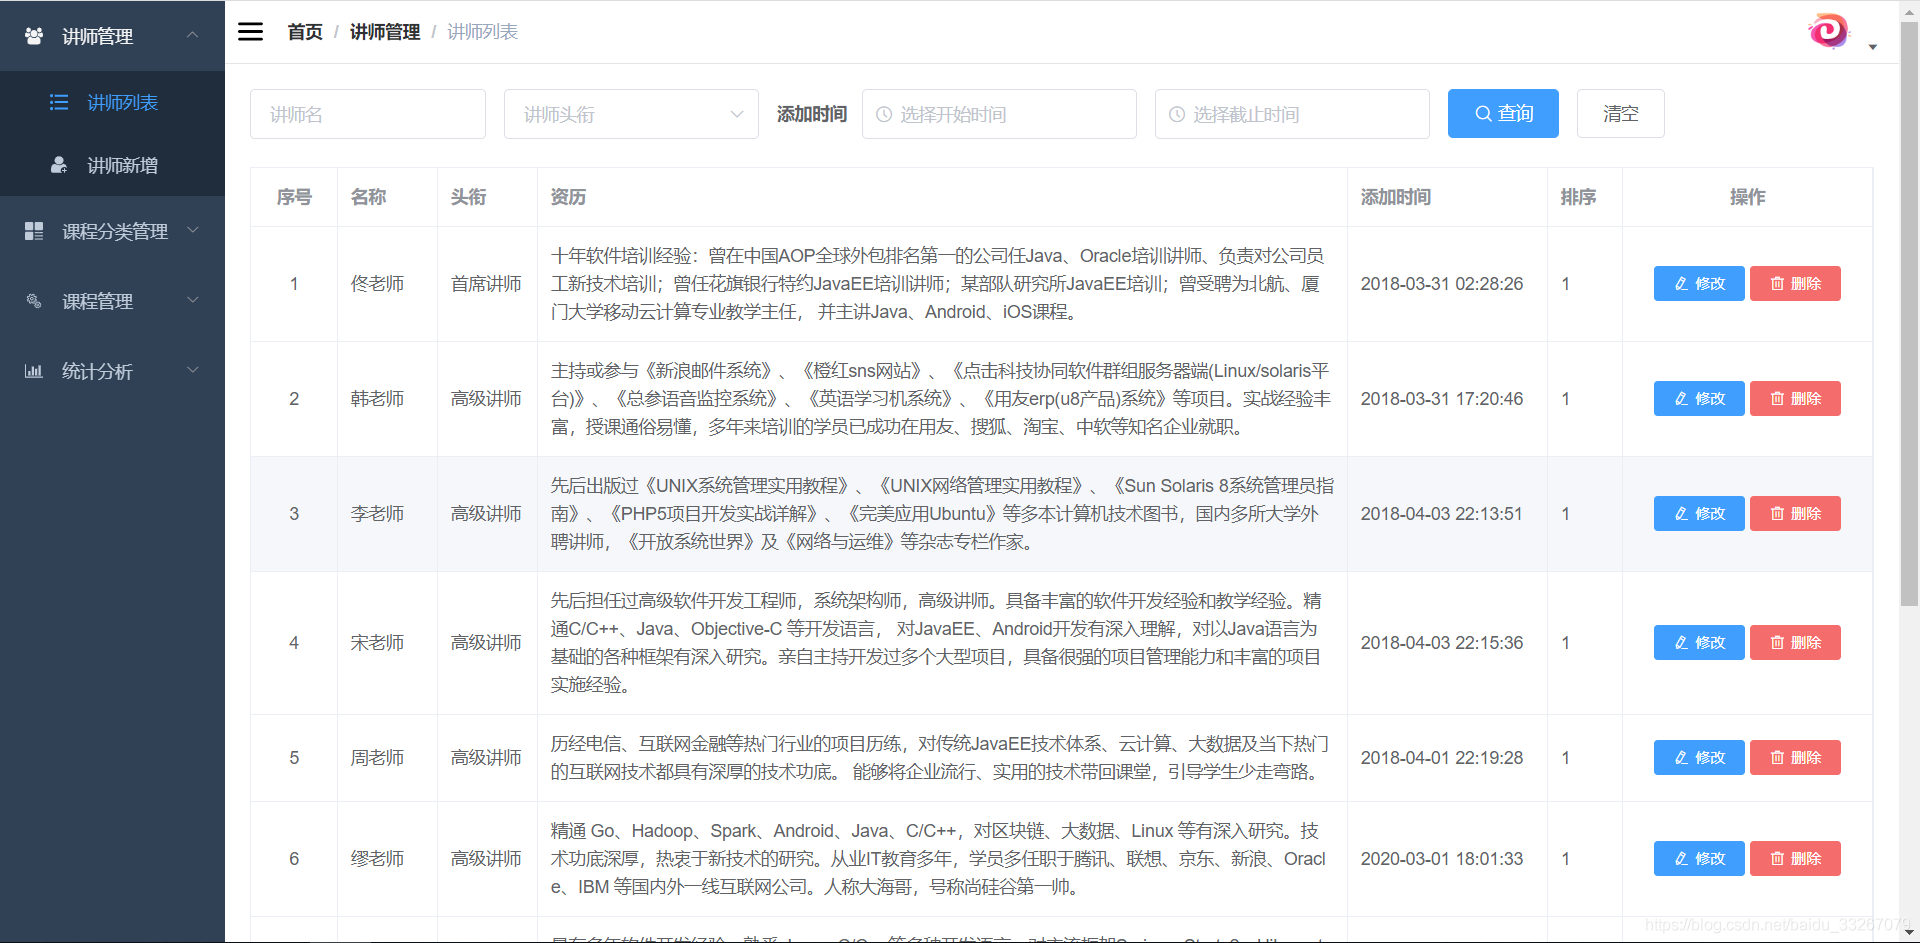 讲师管理
讲师列表
讲师新增
课程分类管理
课程管理
统计分析
首页 / 讲师管理 / 讲师列表
讲师名 讲师头衔 添加时间 选择开始时间 选择截止时间 查询 清空
序号 名称 头衔 资历 添加时间 排序 操作
1 佟老师 首席讲师
十年软件培训经验：曾在中国AOP全球外包排名第一的公司任Java、Oracle培训讲师、负责对公司员
工新技术培训；曾任花旗银行特约JavaEE培训讲师；某部队研究所JavaEE培训；曾受聘为北航、厦
门大学移动云计算专业教学主任， 并主讲Java、Android、iOS课程。
2018-03-31 02:28:26 1 修改 删除
2 韩老师 高级讲师
主持或参与《新浪邮件系统》、《橙红sns网站》、《点击科技协同软件群组服务器端(Linux/solaris平
台)》、《总参语音监控系统》、《英语学习机系统》、《用友erp(u8产品)系统》等项目。实战经验丰
富，授课通俗易懂，多年来培训的学员已成功在用友、搜狐、淘宝、中软等知名企业就职。
2018-03-31 17:20:46 1 修改 删除
3 李老师 高级讲师
先后出版过《UNIX系统管理实用教程》、《UNIX网络管理实用教程》、《Sun Solaris 8系统管理员指
南》、《PHP5项目开发实战详解》、《完美应用Ubuntu》等多本计算机技术图书，国内多所大学外
聘讲师，《开放系统世界》及《网络与运维》等杂志专栏作家。
2018-04-03 22:13:51 1 修改 删除
4 宋老师 高级讲师
先后担任过高级软件开发工程师，系统架构师，高级讲师。具备丰富的软件开发经验和教学经验。精
通C/C++、Java、Objective-C 等开发语言， 对JavaEE、Android开发有深入理解，对以Java语言为
基础的各种框架有深入研究。亲自主持开发过多个大型项目，具备很强的项目管理能力和丰富的项目
实施经验。
2018-04-03 22:15:36 1 修改 删除
5 周老师 高级讲师
历经电信、互联网金融等热门行业的项目历练，对传统JavaEE技术体系、云计算、大数据及当下热门
的互联网技术都具有深厚的技术功底。 能够将企业流行、实用的技术带回课堂，引导学生少走弯路。
2018-04-01 22:19:28 1 修改 删除
6 缪老师 高级讲师
精通 Go、Hadoop、Spark、Android、Java、C/C++，对区块链、大数据、Linux 等有深入研究。技
术功底深厚，热衷于新技术的研究。从业IT教育多年，学员多任职于腾讯、联想、京东、新浪、Oracl
e、IBM 等国内外一线互联网公司。人称大海哥，号称尚硅谷第一帅。
2020-03-01 18:01:33 1 修改 删除
https://blog.csdn.net/baidu_33267079